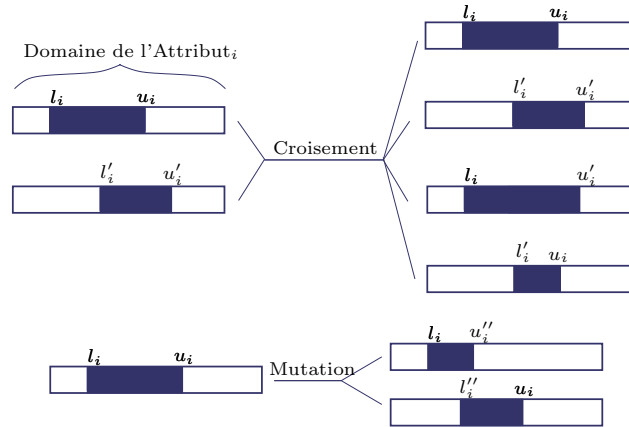 Domaine de l'Attribut_i
l_i u_i
l'_i u'_i
Croisement
l_i u_i
l'_i u'_i
l_i u'_i
l'_i u_i
l_i u_i
Mutation
l_i u''_i
l''_i u_i